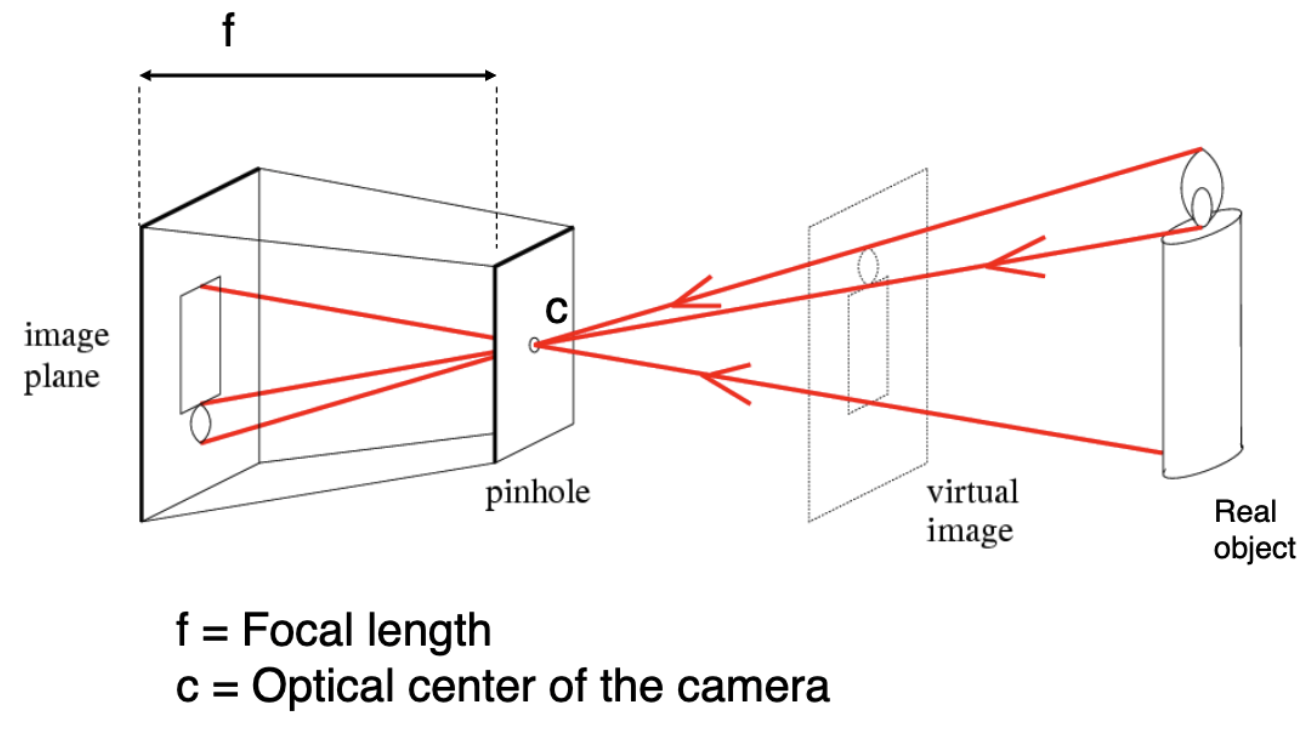 f
c
image
plane
pinhole
virtual
image
Real
object
f = Focal length
c = Optical center of the camera